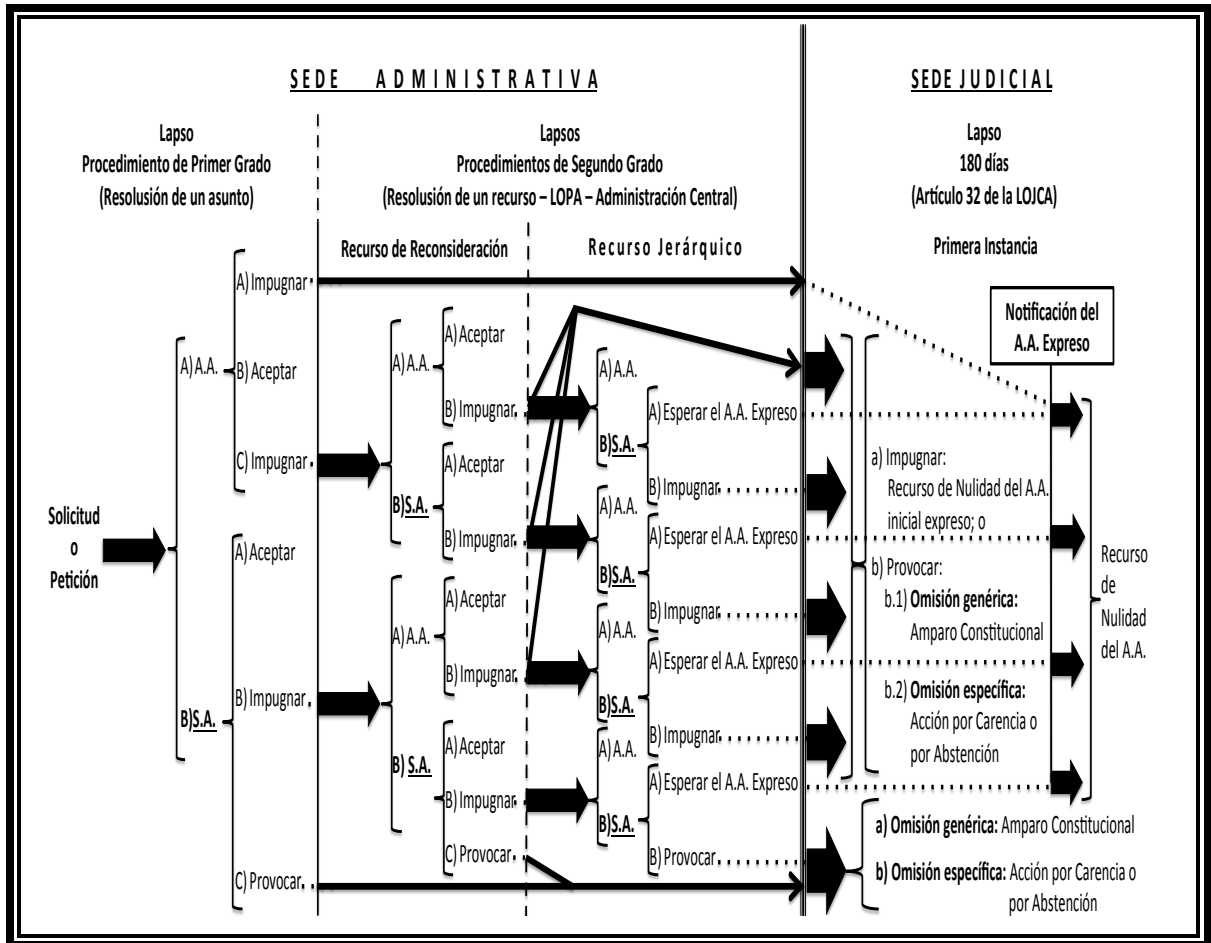 SEDE ADMINISTRATIVA
SEDE JUDICIAL
Lapso
Procedimiento de Primer Grado
(Resolución de un asunto)
Lapsos
Procedimientos de Segundo Grado
(Resolución de un recurso – LOPA – Administración Central)
Lapso
180 días
(Artículo 32 de la LOJCA)
Recurso de Reconsideración
Recurso Jerárquico
Primera Instancia
Solicitud
o
Petición
A) A.A.
B) S.A.
A) Impugnar
B) Aceptar
C) Impugnar
A) Aceptar
B) Impugnar
C) Provocar
A) A.A.
B) S.A.
A) A.A.
B) S.A.
A) Aceptar
B) Impugnar
A) Aceptar
B) Impugnar
A) Aceptar
B) Impugnar
A) Aceptar
B) Impugnar
C) Provocar
A) A.A.
B) S.A.
A) A.A.
B) S.A.
A) A.A.
B) S.A.
A) A.A.
B) S.A.
A) Esperar el A.A. Expreso
B) Impugnar
A) Esperar el A.A. Expreso
B) Impugnar
A) Esperar el A.A. Expreso
B) Impugnar
A) Esperar el A.A. Expreso
B) Provocar
Notificación del
A.A. Expreso
a) Impugnar:
Recurso de Nulidad del A.A.
inicial expreso; o
b) Provocar:
b.1) Omisión genérica:
Amparo Constitucional
b.2) Omisión específica:
Acción por Carencia o
por Abstención
Recurso
de
Nulidad
del A.A.
a) Omisión genérica: Amparo Constitucional
b) Omisión específica: Acción por Carencia o
por Abstención